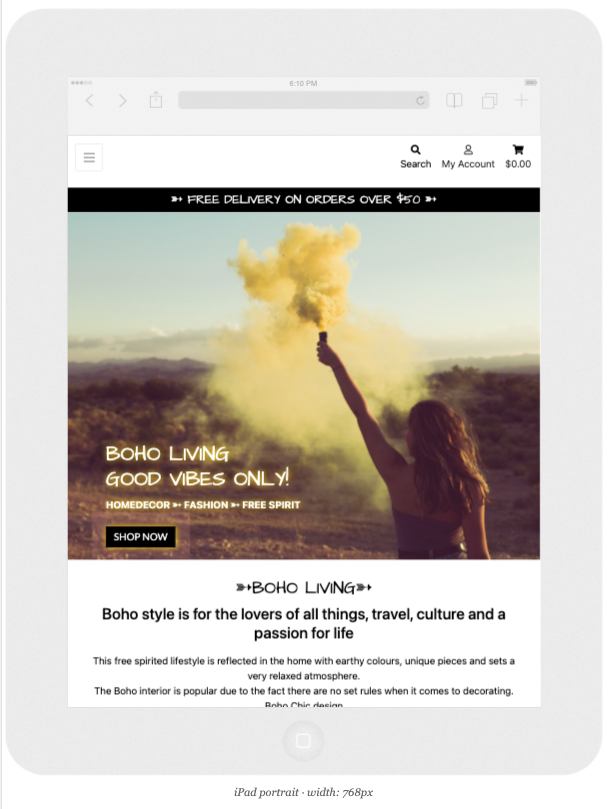 6:10 PM
Search My Account $0.00
➳ FREE DELIVERY ON ORDERS OVER $50 ➳
BOHO LIVING
GOOD VIBES ONLY!
HOMEDECOR ➳ FASHION ➳ FREE SPIRIT
SHOP NOW
➳BOHO LIVING➳
Boho style is for the lovers of all things, travel, culture and a
passion for life
This free spirited lifestyle is reflected in the home with earthy colours, unique pieces and sets a
very relaxed atmosphere.
The Boho interior is popular due to the fact there are no set rules when it comes to decorating.
Boho Chic design
iPad portrait · width: 768px